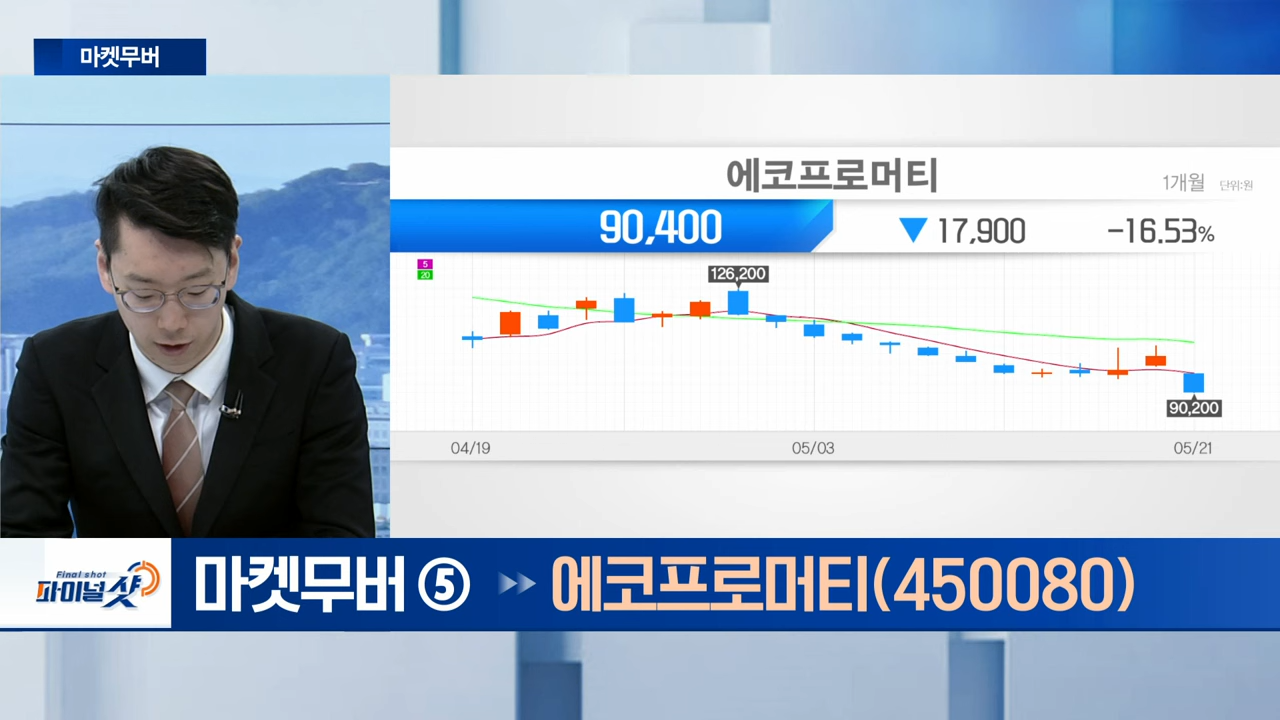 마켓무버
에코프로머티
1개월 단위:원
90,400 ▼ 17,900 -16.53%
5
20
126,200
90,200
04/19 05/03 05/21
Final shot
파이널샷
마켓무버 ⑤ 에코프로머티(450080)